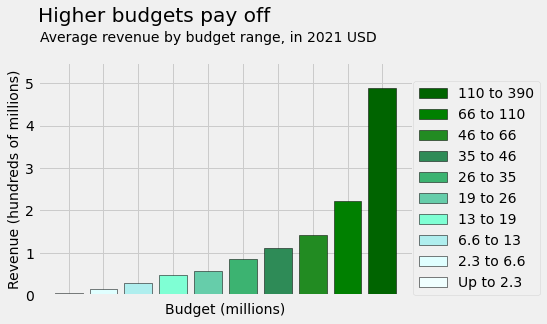 Higher budgets pay off
Average revenue by budget range, in 2021 USD
Revenue (hundreds of millions)
5
4
3
2
1
0
Budget (millions)
110 to 390
66 to 110
46 to 66
35 to 46
26 to 35
19 to 26
13 to 19
6.6 to 13
2.3 to 6.6
Up to 2.3